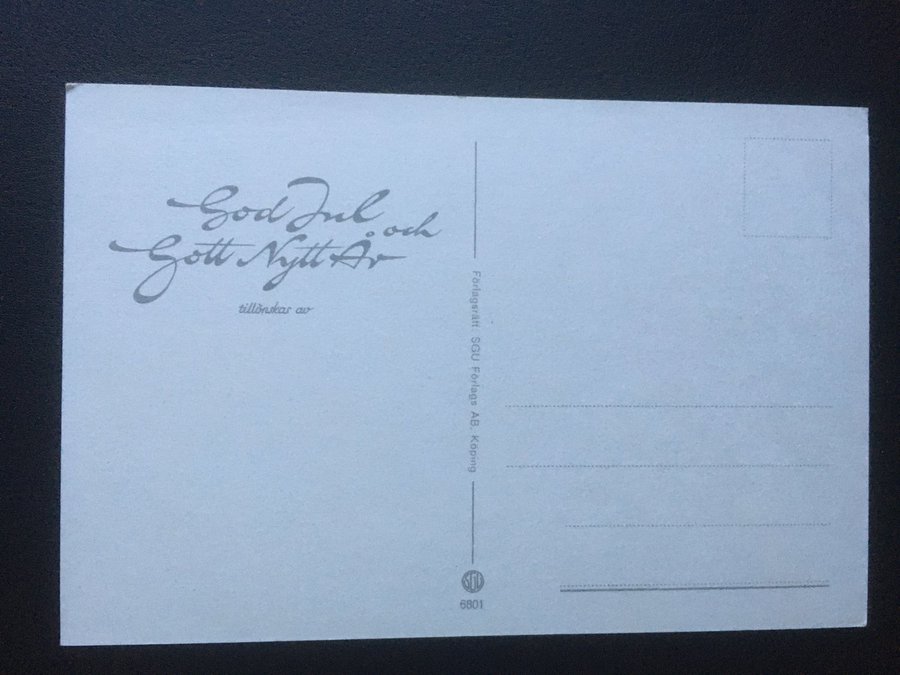 God Jul och
Gott Nytt År
tillönskas av
Förlagsrätt: SGU Förlags AB. Köping
SGU
6801